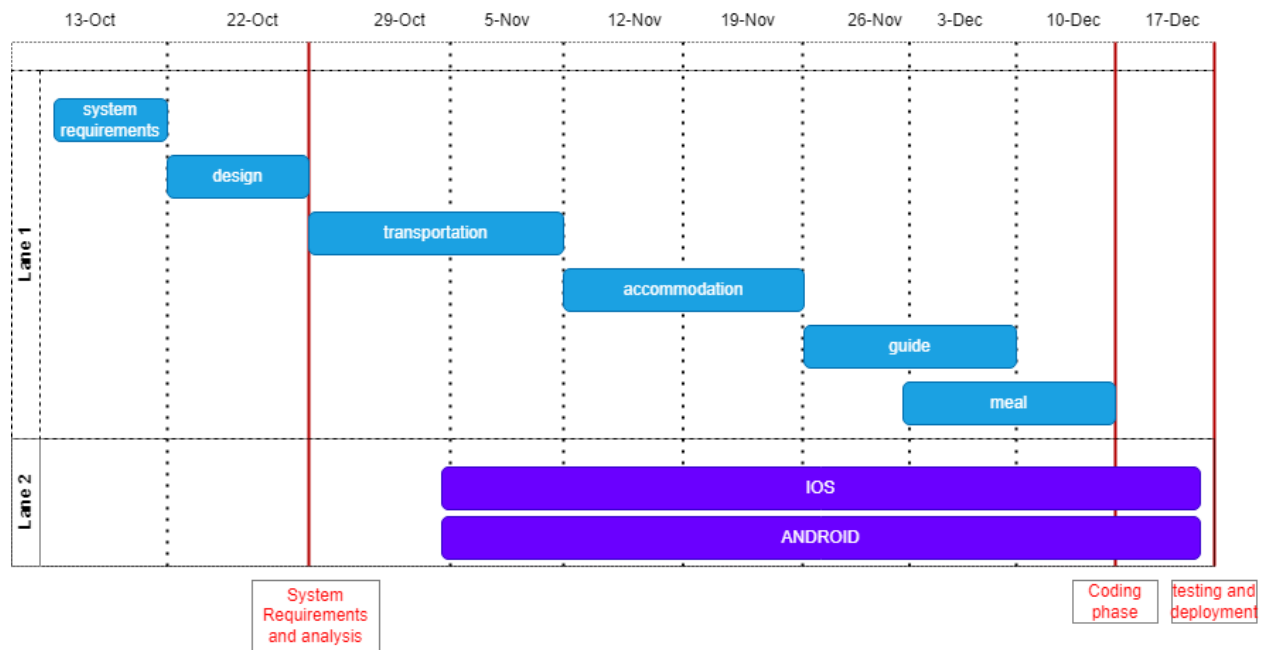 13-Oct 22-Oct 29-Oct 5-Nov 12-Nov 19-Nov 26-Nov 3-Dec 10-Dec 17-Dec
Lane 1
system
requirements
design
transportation
accommodation
guide
meal
Lane 2
IOS
ANDROID
System
Requirements
and analysis
Coding
phase
testing and
deployment